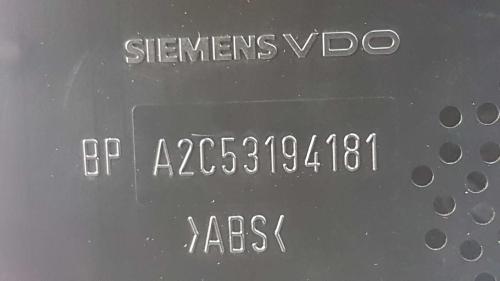 SIEMENS VDO
BP A2C53194181
>ABS<